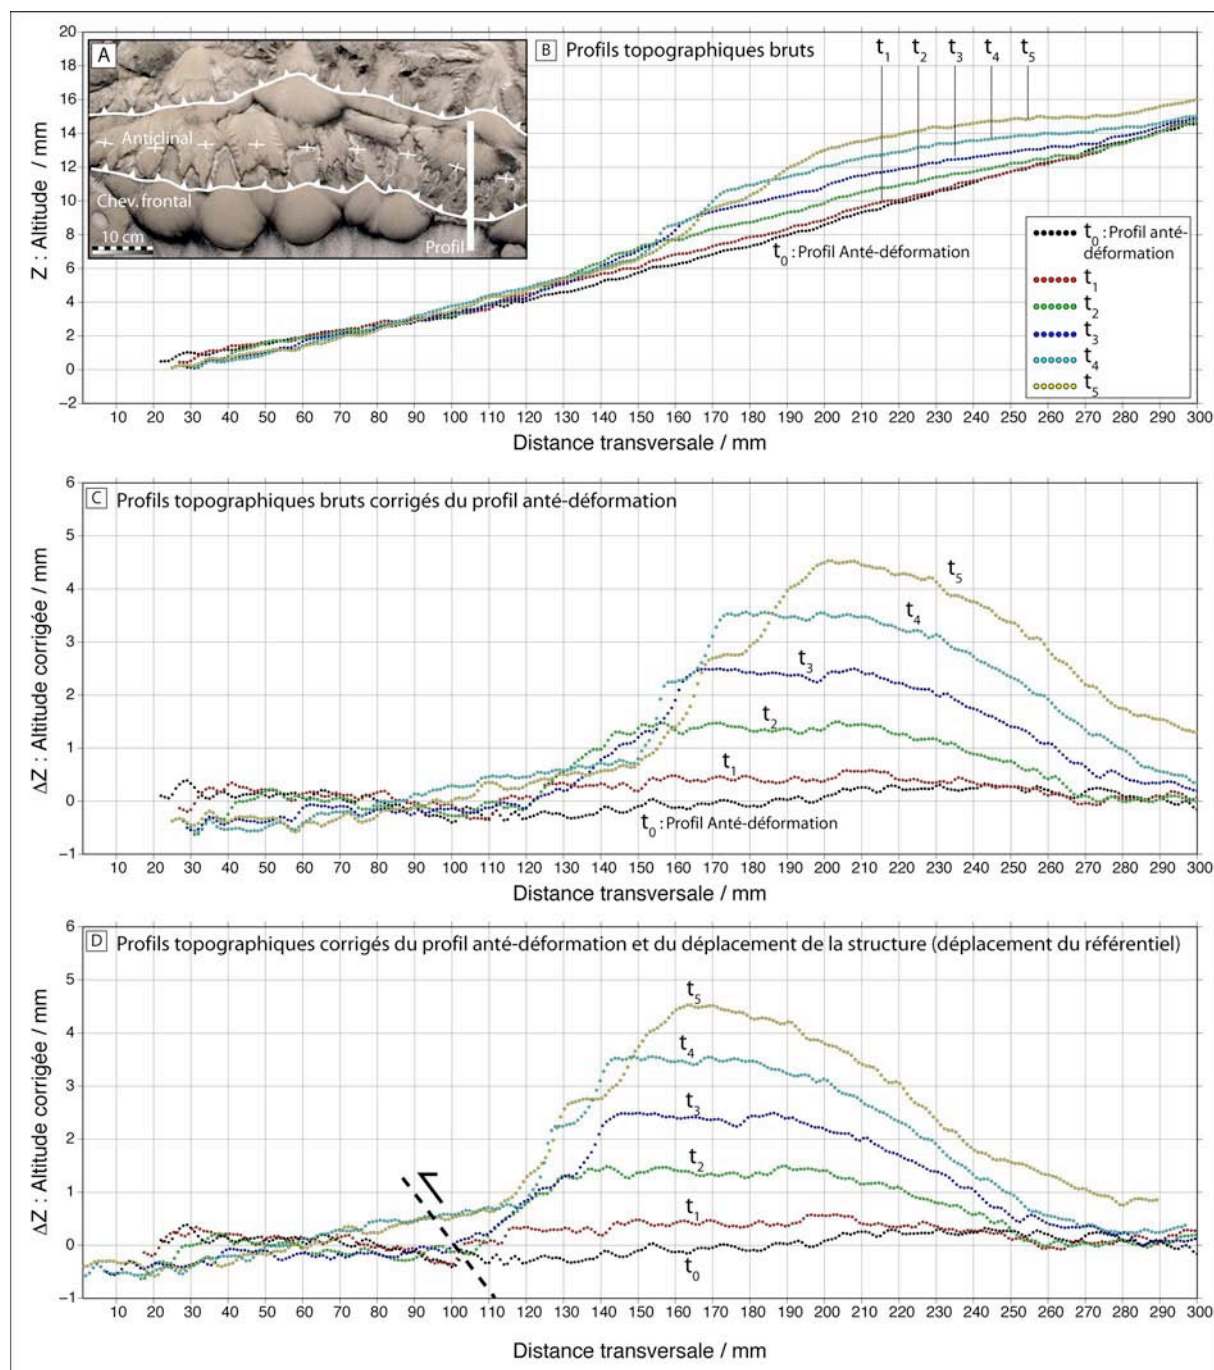 B Profils topographiques bruts
A
Anticlinal
Chev. frontal
10 cm
Profil
t1 t2 t3 t4 t5
t0 : Profil Anté-déformation
t0 : Profil anté-déformation
t1
t2
t3
t4
t5
Z : Altitude / mm
20
18
16
14
12
10
8
6
4
2
0
−2
10 20 30 40 50 60 70 80 90 100 110 120 130 140 150 160 170 180 190 200 210 220 230 240 250 260 270 280 290 300
Distance transversale / mm
C Profils topographiques bruts corrigés du profil anté-déformation
t5
t4
t3
t2
t1
t0 : Profil Anté-déformation
ΔZ : Altitude corrigée / mm
6
5
4
3
2
1
0
−1
10 20 30 40 50 60 70 80 90 100 110 120 130 140 150 160 170 180 190 200 210 220 230 240 250 260 270 280 290 300
Distance transversale / mm
D Profils topographiques corrigés du profil anté-déformation et du déplacement de la structure (déplacement du référentiel)
t5
t4
t3
t2
t1
t0
ΔZ : Altitude corrigée / mm
6
5
4
3
2
1
0
−1
10 20 30 40 50 60 70 80 90 100 110 120 130 140 150 160 170 180 190 200 210 220 230 240 250 260 270 280 290 300
Distance transversale / mm